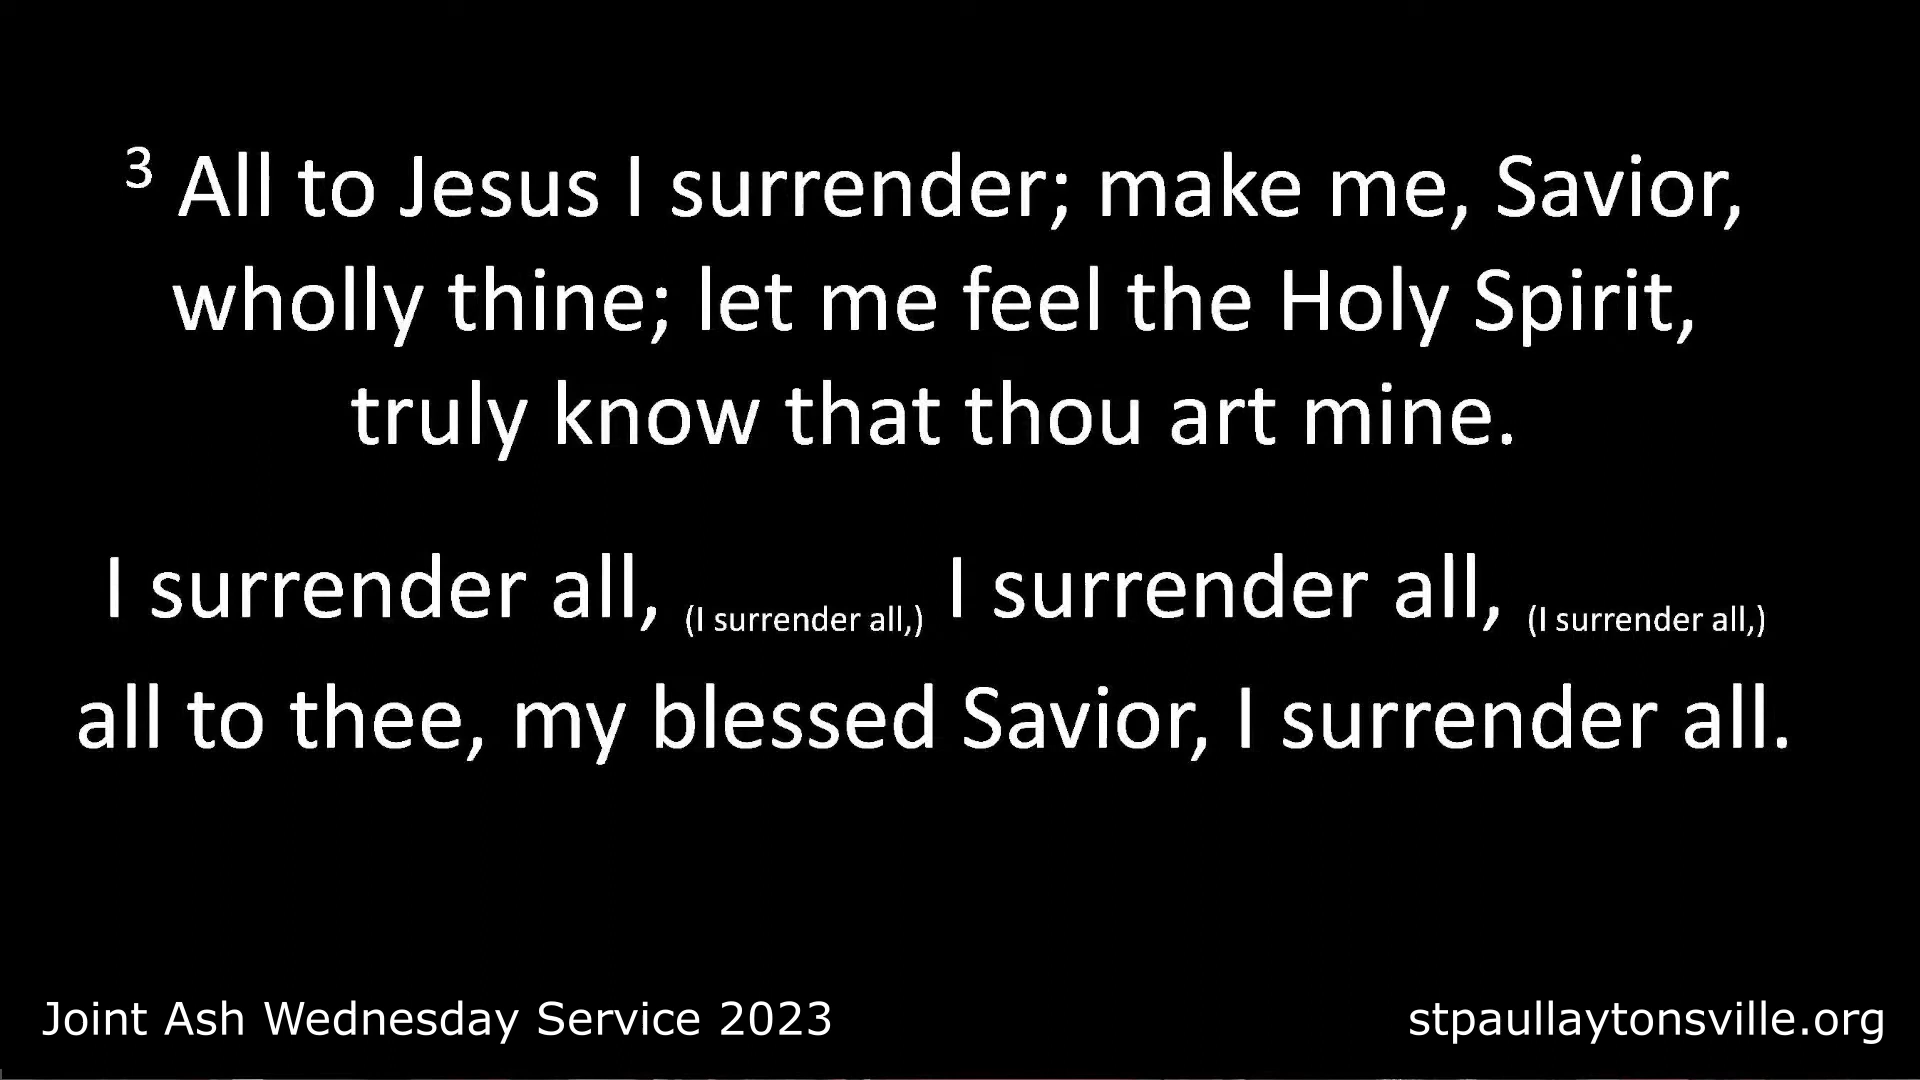 3 All to Jesus I surrender; make me, Savior,
wholly thine; let me feel the Holy Spirit,
truly know that thou art mine.
I surrender all, (I surrender all,) I surrender all, (I surrender all,)
all to thee, my blessed Savior, I surrender all.
Joint Ash Wednesday Service 2023
stpaullaytonsville.org